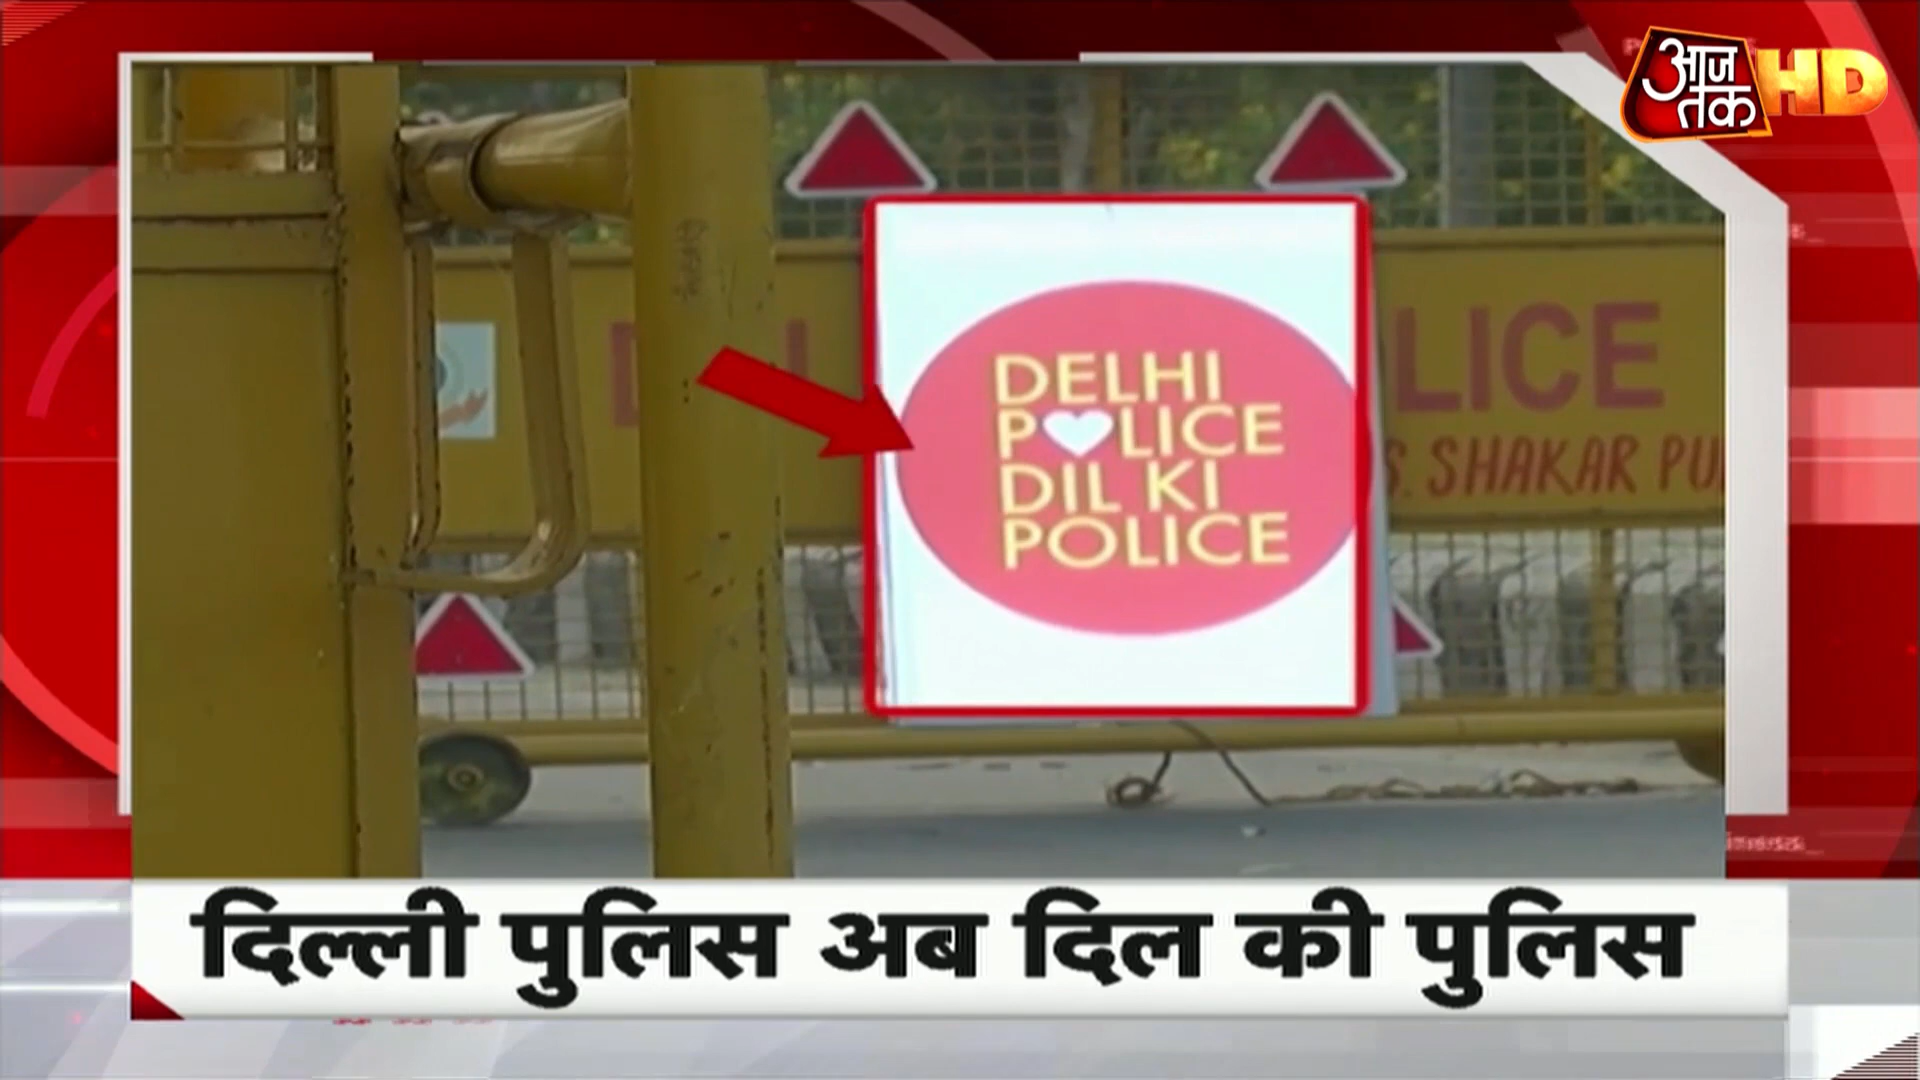 आज
तक HD
DELHI
POLICE
DIL KI
POLICE
LICE
S. SHAKAR PU
दिल्ली पुलिस अब दिल की पुलिस